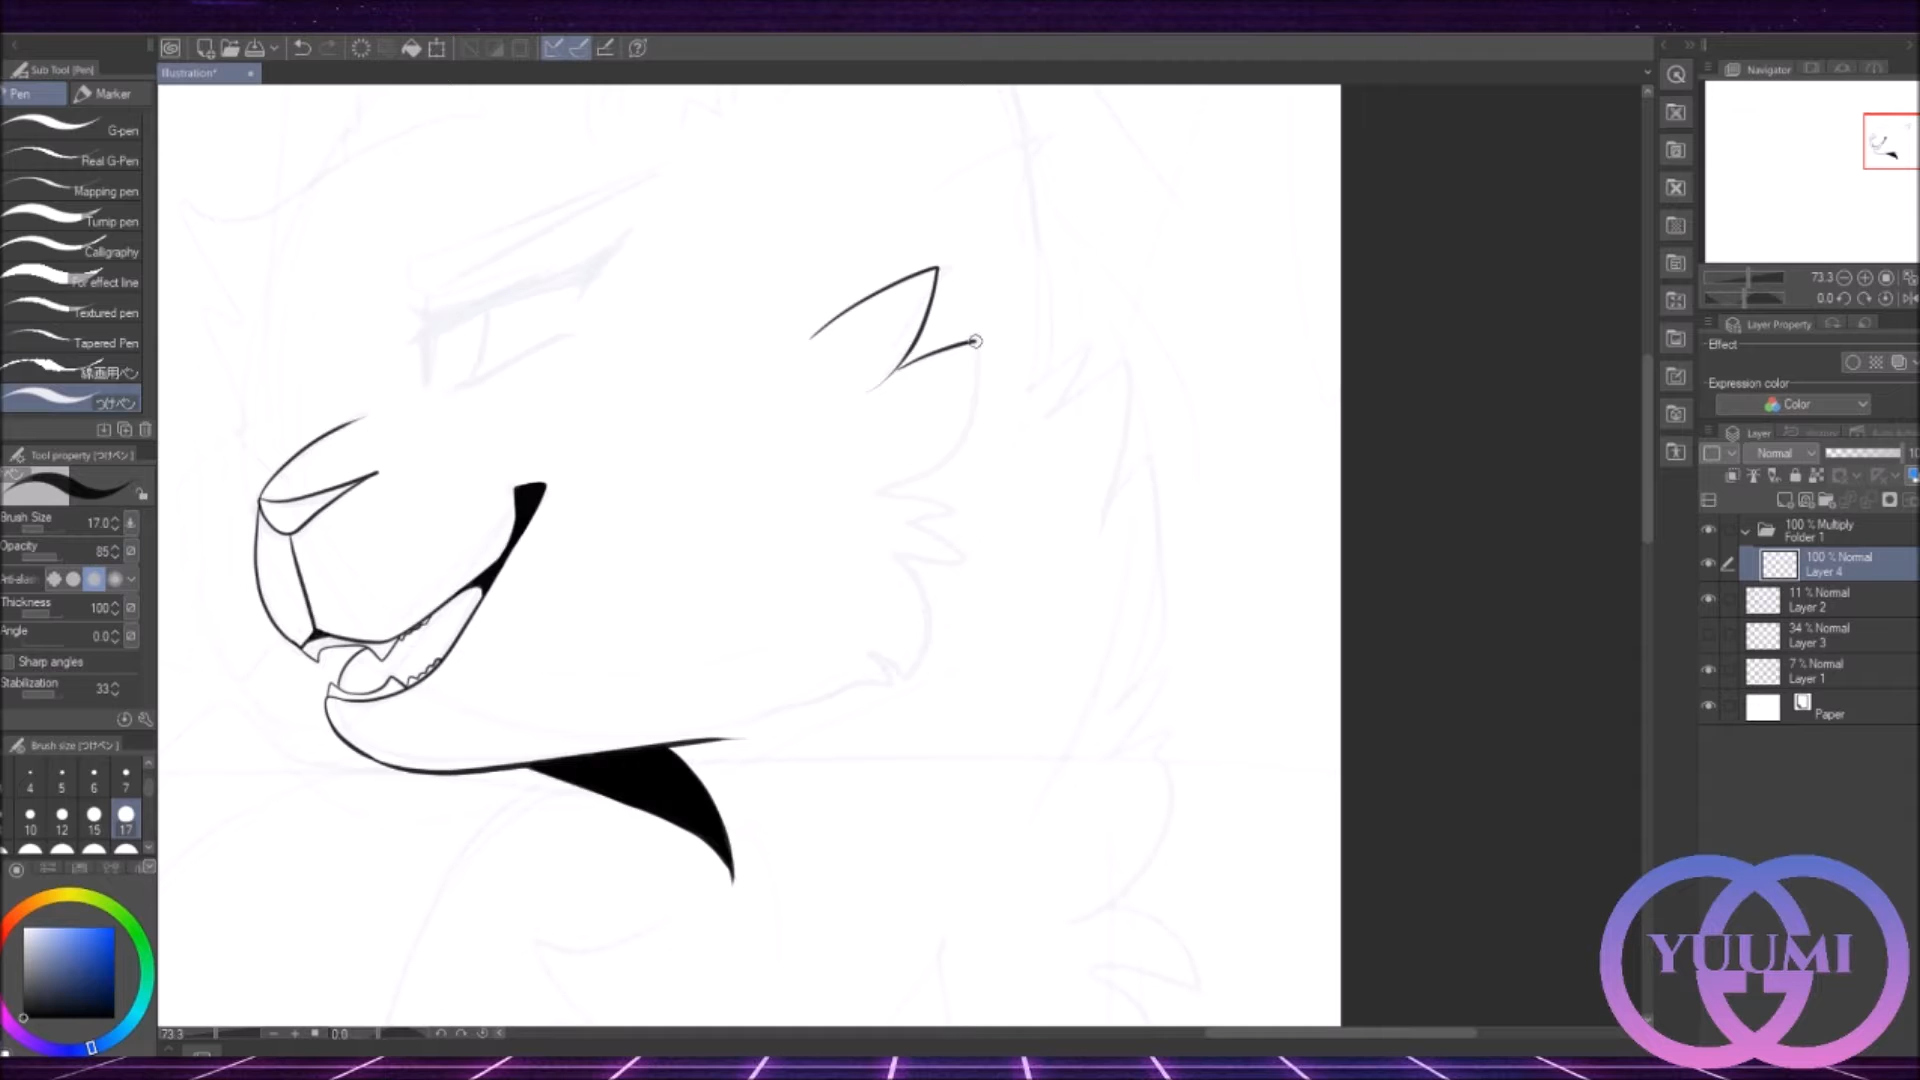 Sub Tool [Pen]
Pen
Marker
G-pen
Real G-Pen
Mapping pen
Turnip pen
Calligraphy
For effect line
Textured pen
Tapered Pen
線画用ペン
つけペン
Tool property [つけペン]
Brush Size 17.0
Opacity 85
Anti-alias
Thickness 100
Angle 0.0
Sharp angles
Stabilization 33
Brush size [つけペン]
4 5 6 7
10 12 15 17
Illustration*
73.3 0.0
Navigator
73.3
0.0
Layer Property
Effect
Expression color
Color
Layer
Normal
100 % Multiply
Folder 1
100 % Normal
Layer 4
11 % Normal
Layer 2
34 % Normal
Layer 3
7 % Normal
Layer 1
Paper
YUUMI